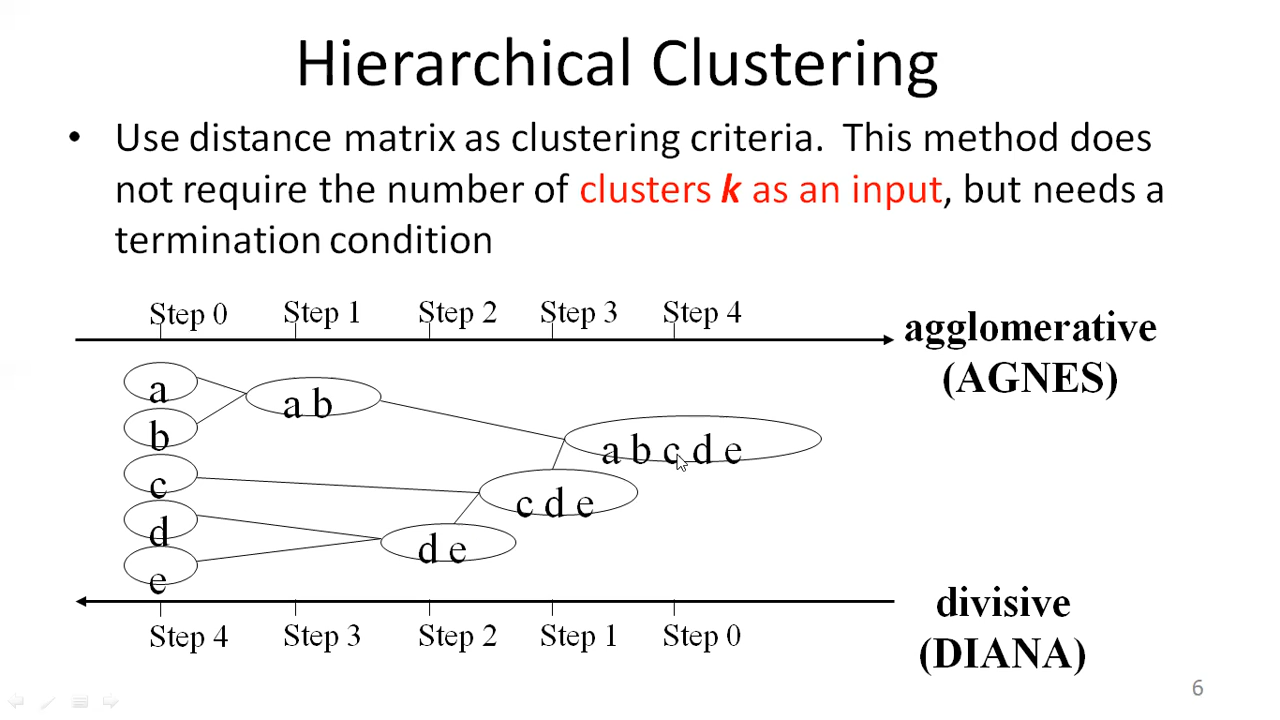 Hierarchical Clustering
• Use distance matrix as clustering criteria. This method does
not require the number of clusters k as an input, but needs a
termination condition
Step 0 Step 1 Step 2 Step 3 Step 4
agglomerative
(AGNES)
a
b
c
d
e
a b
a b c d e
c d e
d e
divisive
(DIANA)
Step 4 Step 3 Step 2 Step 1 Step 0
6